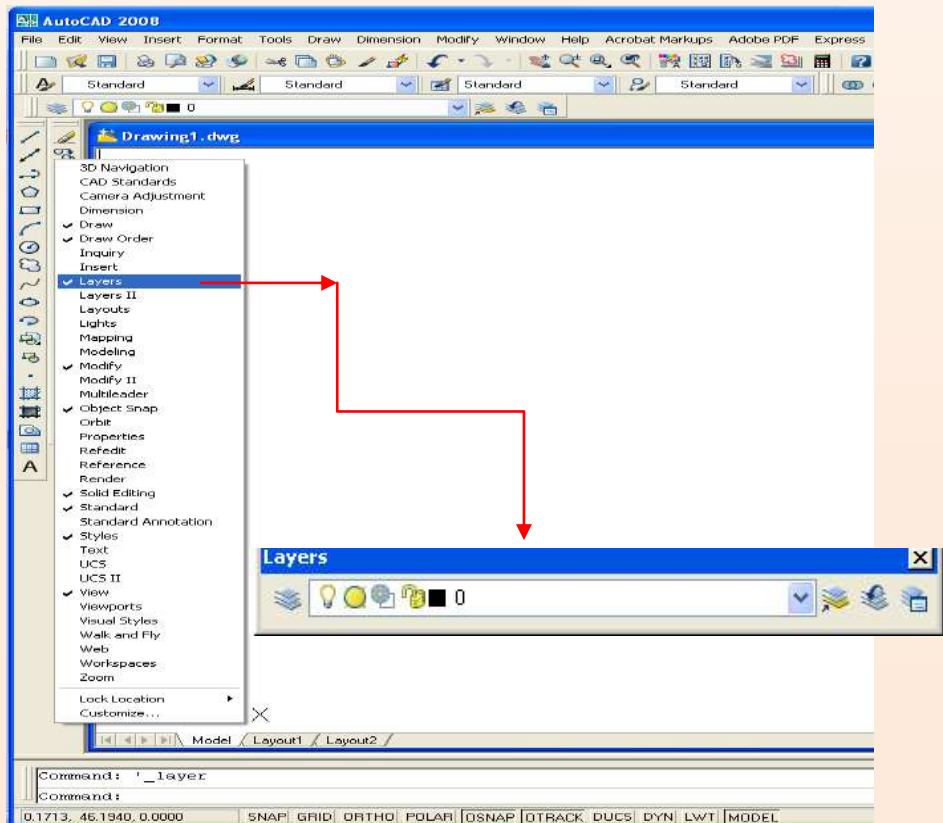 AutoCAD 2008
File Edit View Insert Format Tools Draw Dimension Modify Window Help Acrobat Markups Adobe PDF Express
Standard Standard Standard Standard
0
Drawing1.dwg
3D Navigation
CAD Standards
Camera Adjustment
Dimension
Draw
Draw Order
Inquiry
Insert
Layers
Layers II
Layouts
Lights
Mapping
Modeling
Modify
Modify II
Multileader
Object Snap
Orbit
Properties
Refedit
Reference
Render
Solid Editing
Standard
Standard Annotation
Styles
Text
UCS
UCS II
View
Viewports
Visual Styles
Walk and Fly
Web
Workspaces
Zoom
Lock Location
Customize...
Layers
0
Model Layout1 Layout2
Command: '_layer
Command:
0.1713, 46.1940, 0.0000 SNAP GRID ORTHO POLAR OSNAP OTRACK DUCS DYN LWT MODEL